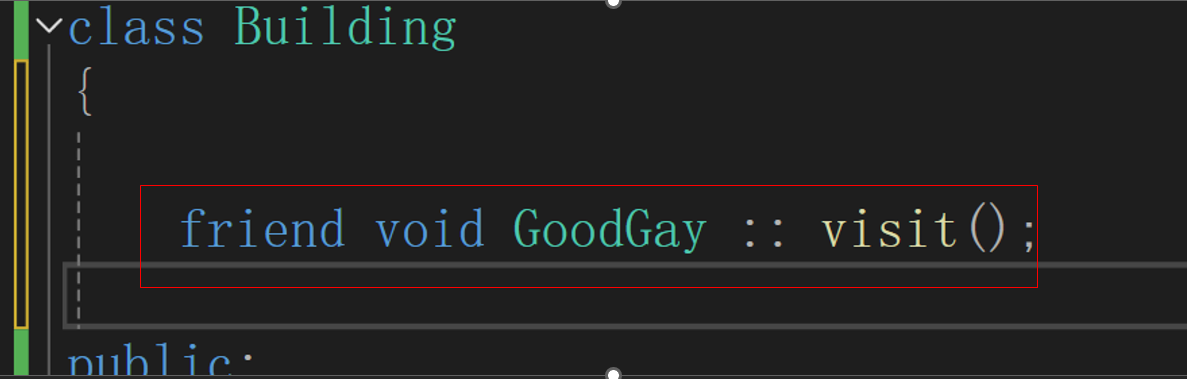 class Building
{
friend void GoodGay :: visit();
public: